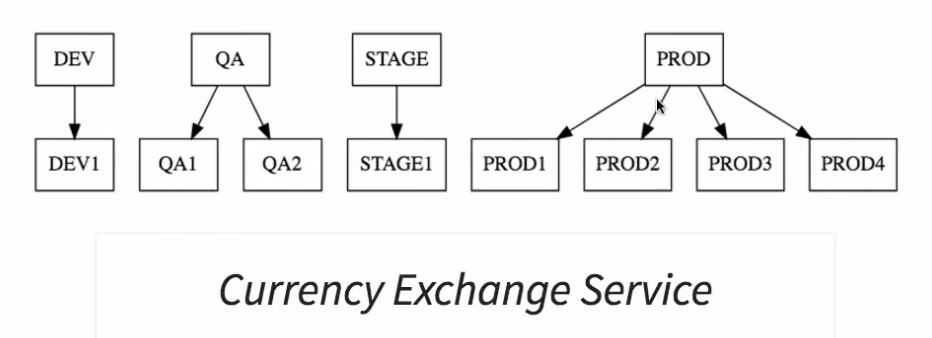 DEV QA STAGE PROD
DEV1 QA1 QA2 STAGE1 PROD1 PROD2 PROD3 PROD4
Currency Exchange Service